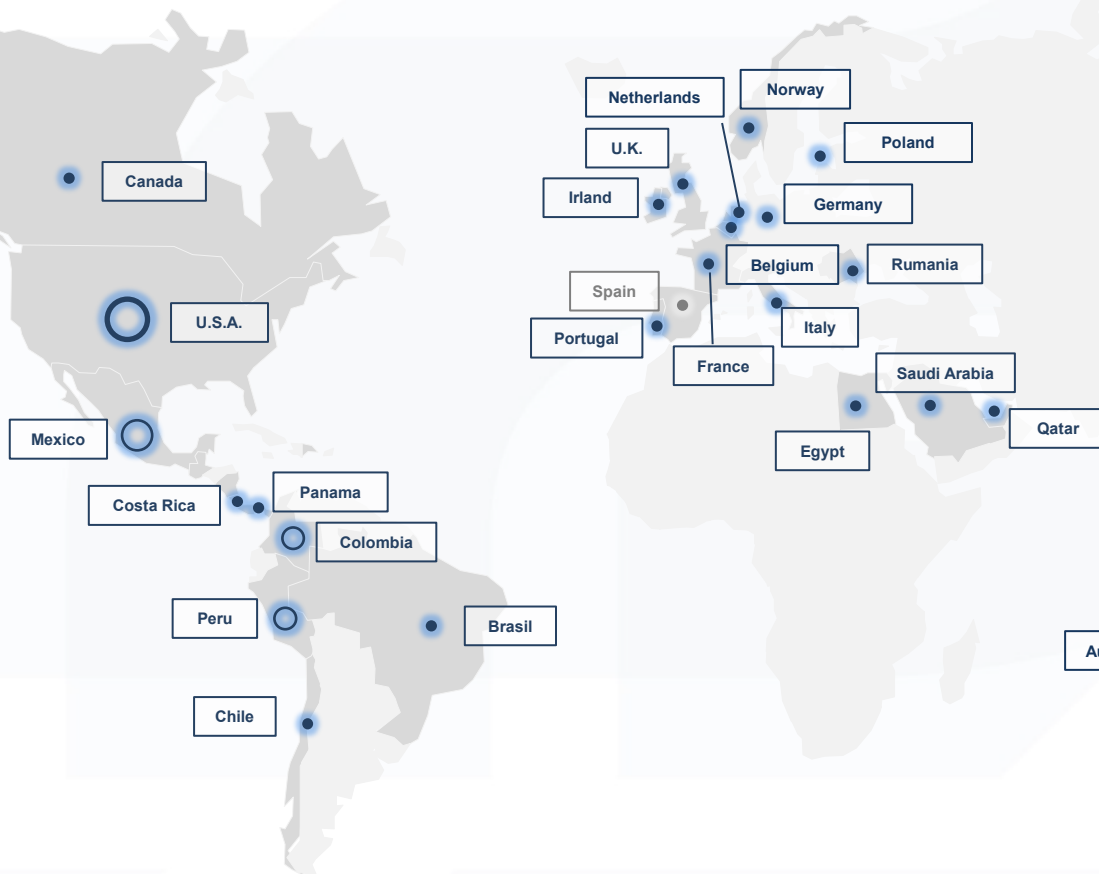 Norway
Netherlands
Poland
U.K.
Canada
Irland
Germany
Belgium
Rumania
Spain
U.S.A.
Italy
Portugal
France
Saudi Arabia
Qatar
Mexico
Egypt
Panama
Costa Rica
Colombia
Peru
Brasil
Chile